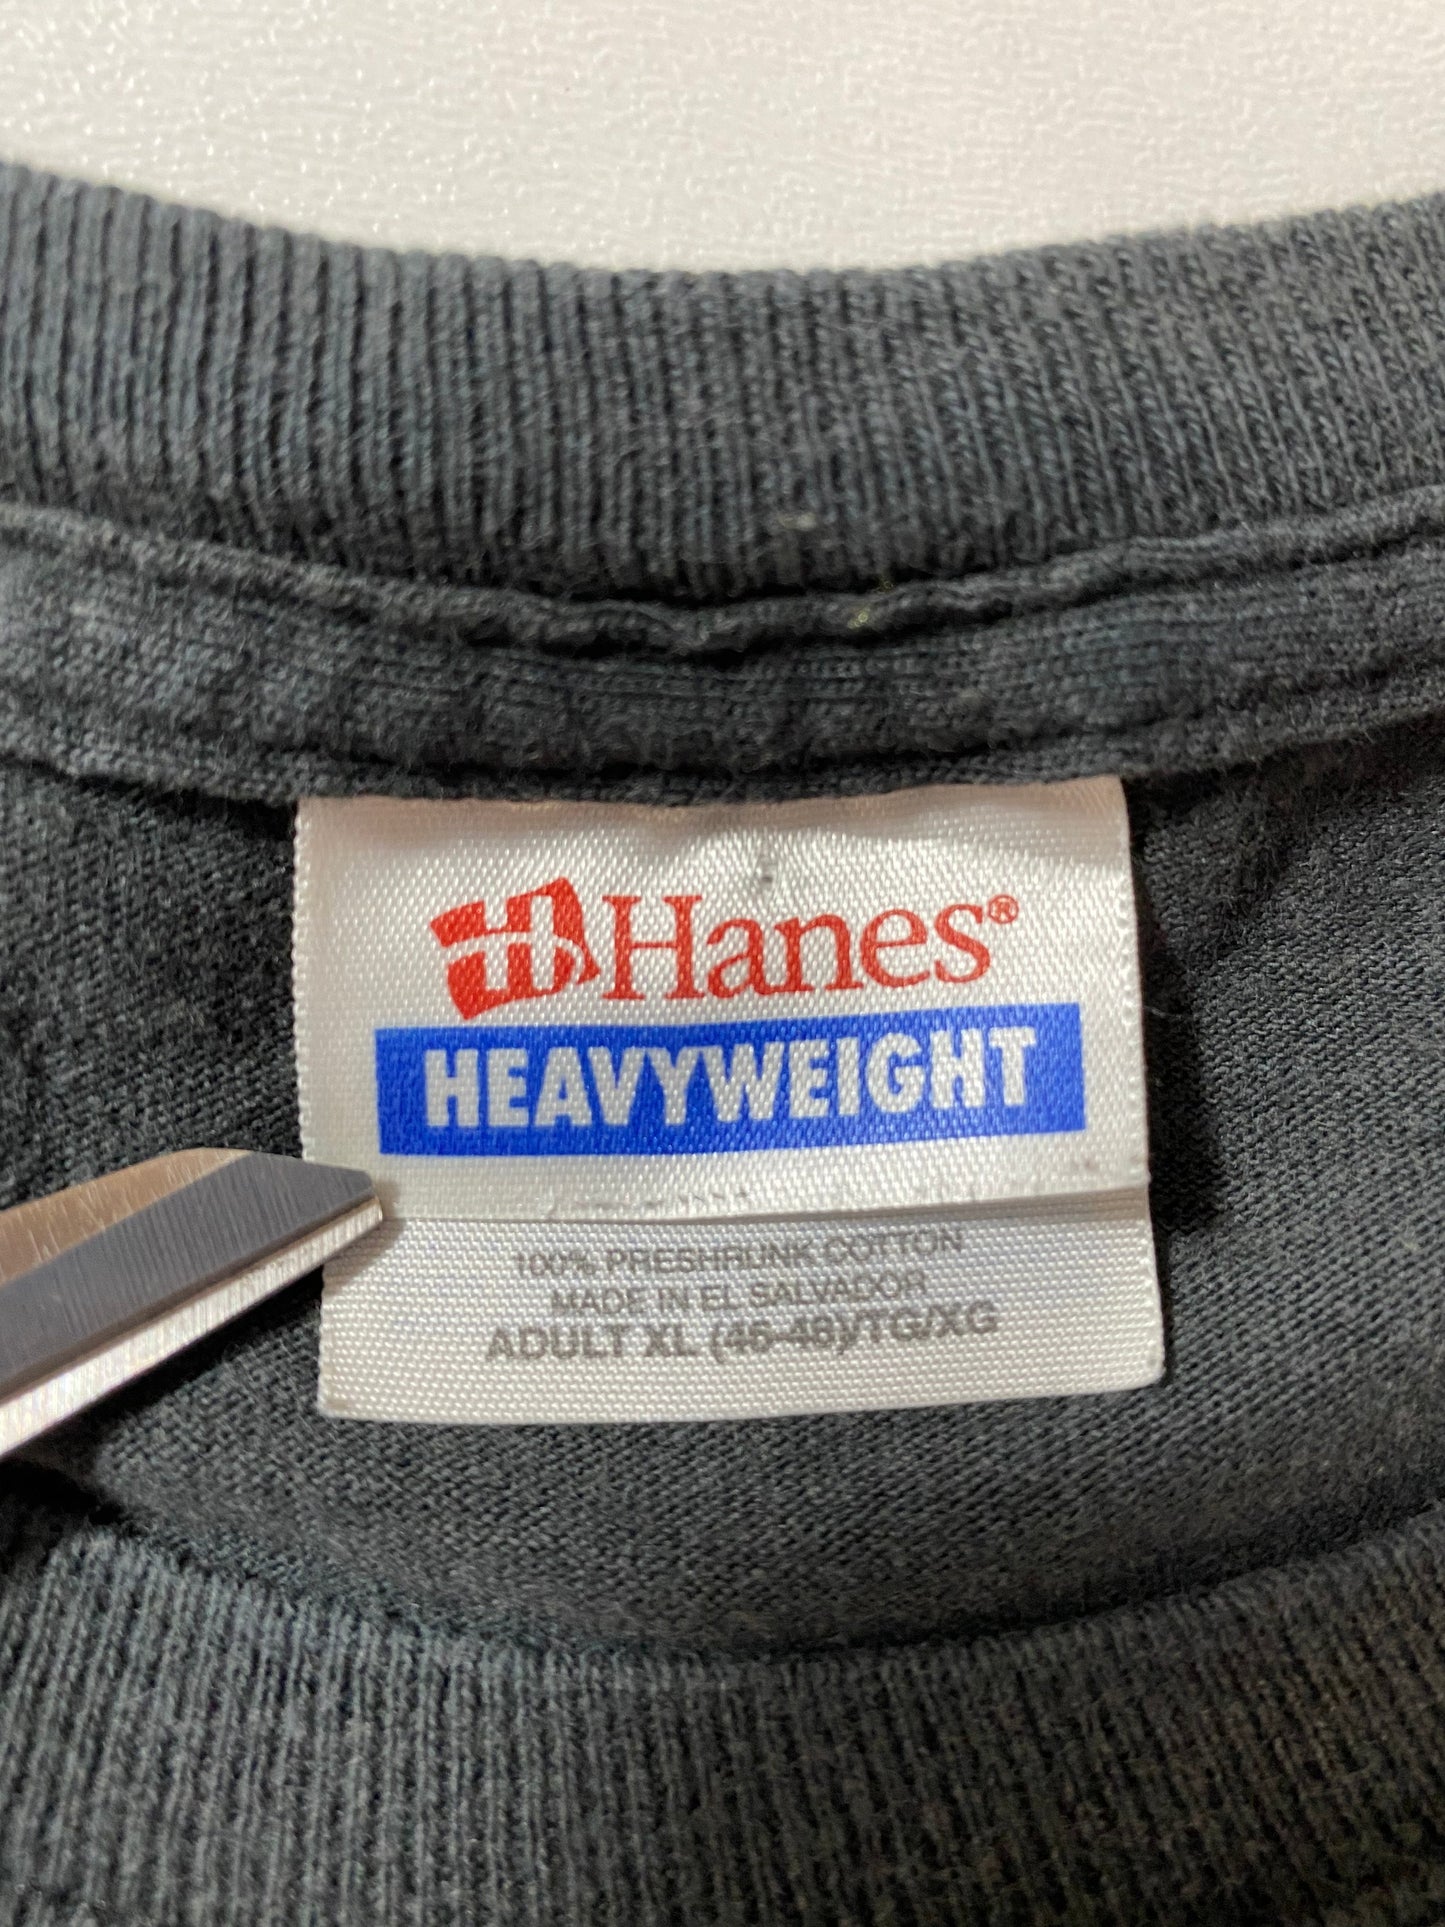 Hanes®
HEAVYWEIGHT
100% PRESHRUNK COTTON
MADE IN EL SALVADOR
ADULT XL (46-48)/TG/XG